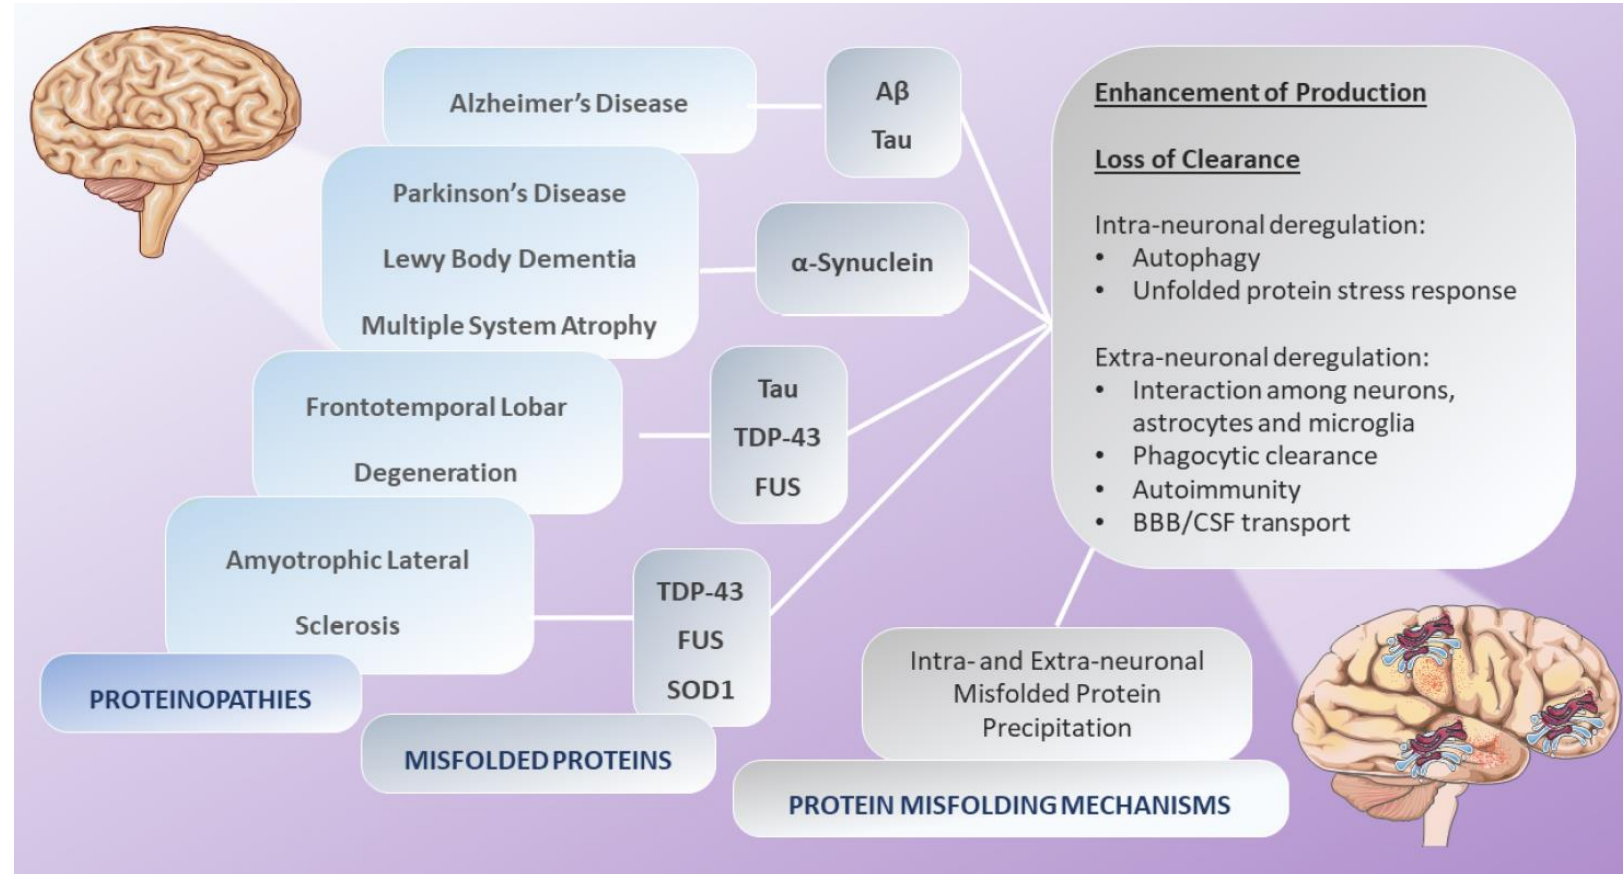 Alzheimer's Disease
Aβ
Tau
Parkinson's Disease
Lewy Body Dementia
Multiple System Atrophy
α-Synuclein
Frontotemporal Lobar
Degeneration
Tau
TDP-43
FUS
Amyotrophic Lateral
Sclerosis
TDP-43
FUS
SOD1
PROTEINOPATHIES
MISFOLDED PROTEINS
Enhancement of Production
Loss of Clearance
Intra-neuronal deregulation:
• Autophagy
• Unfolded protein stress response
Extra-neuronal deregulation:
• Interaction among neurons,
astrocytes and microglia
• Phagocytic clearance
• Autoimmunity
• BBB/CSF transport
Intra- and Extra-neuronal
Misfolded Protein
Precipitation
PROTEIN MISFOLDING MECHANISMS